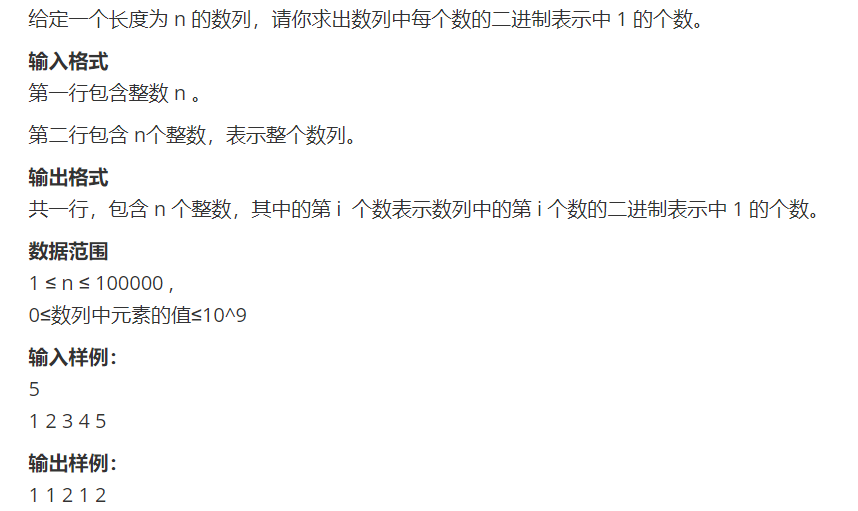 给定一个长度为 n 的数列，请你求出数列中每个数的二进制表示中 1 的个数。
输入格式
第一行包含整数 n 。
第二行包含 n个整数，表示整个数列。
输出格式
共一行，包含 n 个整数，其中的第 i 个数表示数列中的第 i 个数的二进制表示中 1 的个数。
数据范围
1 ≤ n ≤ 100000 ,
0≤数列中元素的值≤10^9
输入样例：
5
1 2 3 4 5
输出样例：
1 1 2 1 2